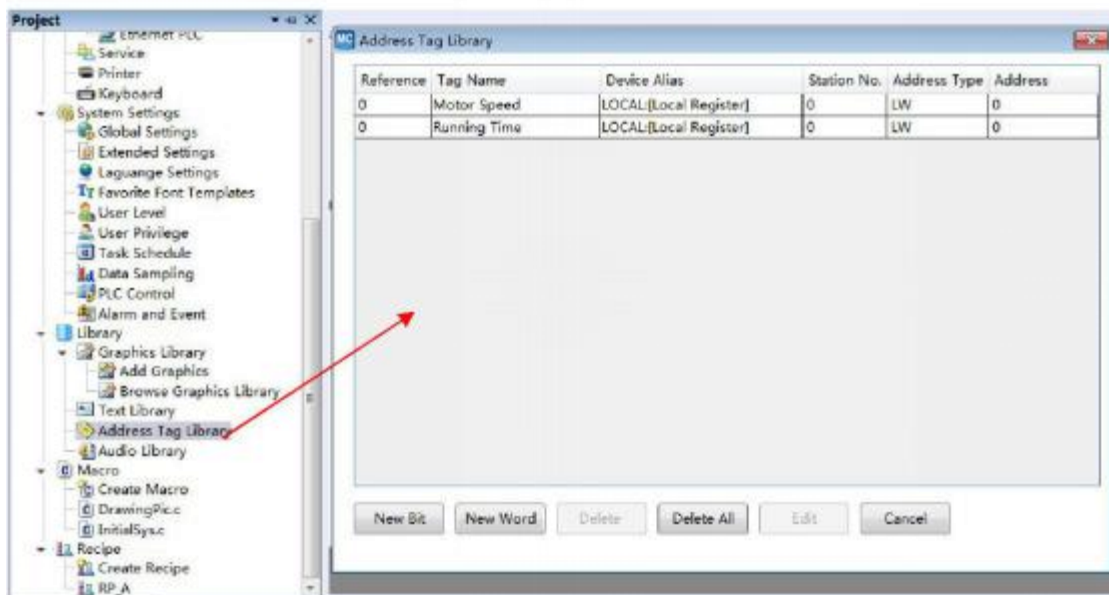 Project
Ethernet PLC
Service
Printer
Keyboard
System Settings
Global Settings
Extended Settings
Laguange Settings
Favorite Font Templates
User Level
User Privilege
Task Schedule
Data Sampling
PLC Control
Alarm and Event
Library
Graphics Library
Add Graphics
Browse Graphics Library
Text Library
Address Tag Library
Audio Library
Macro
Create Macro
DrawingPic.c
InitialSys.c
Recipe
Create Recipe
RP_A
Address Tag Library
Reference Tag Name Device Alias Station No. Address Type Address
0 Motor Speed LOCAL:[Local Register] 0 LW 0
0 Running Time LOCAL:[Local Register] 0 LW 0
New Bit New Word Delete Delete All Edit Cancel